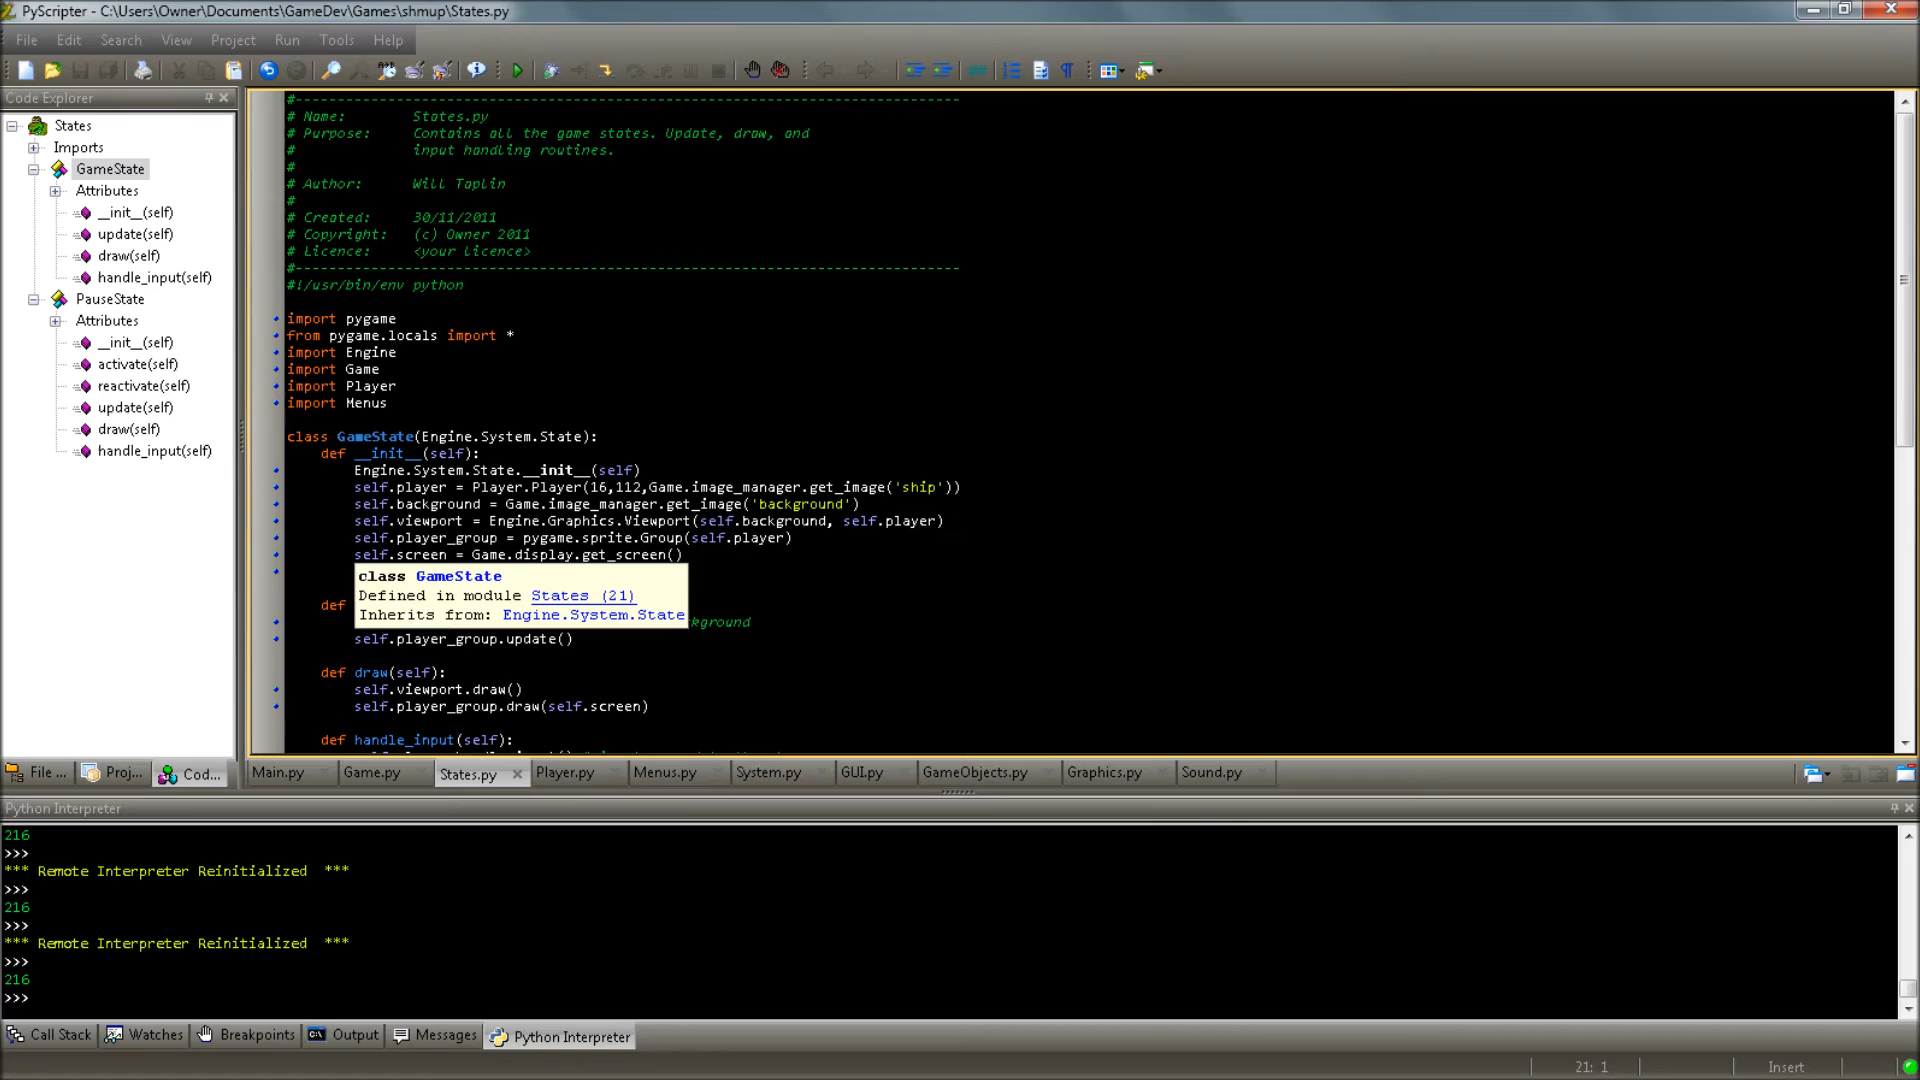 PyScripter - C:\Users\Owner\Documents\GameDev\Games\shmup\States.py
File Edit Search View Project Run Tools Help
Code Explorer
States
Imports
GameState
Attributes
__init__(self)
update(self)
draw(self)
handle_input(self)
PauseState
Attributes
__init__(self)
activate(self)
reactivate(self)
update(self)
draw(self)
handle_input(self)
File ... Proj... Cod...
#-------------------------------------------------------------------------------
# Name: States.py
# Purpose: Contains all the game states. Update, draw, and
# input handling routines.
#
# Author: Will Taplin
#
# Created: 30/11/2011
# Copyright: (c) Owner 2011
# Licence: <your licence>
#-------------------------------------------------------------------------------
#!/usr/bin/env python
import pygame
from pygame.locals import *
import Engine
import Game
import Player
import Menus
class GameState(Engine.System.State):
def __init__(self):
Engine.System.State.__init__(self)
self.player = Player.Player(16,112,Game.image_manager.get_image('ship'))
self.background = Game.image_manager.get_image('background')
self.viewport = Engine.Graphics.Viewport(self.background, self.player)
self.player_group = pygame.sprite.Group(self.player)
self.screen = Game.display.get_screen()
class GameState
Defined in module States (21)
Inherits from: Engine.System.State
def
kground
self.player_group.update()
def draw(self):
self.viewport.draw()
self.player_group.draw(self.screen)
def handle_input(self):
Main.py Game.py States.py Player.py Menus.py System.py GUI.py GameObjects.py Graphics.py Sound.py
Python Interpreter
216
>>>
*** Remote Interpreter Reinitialized ***
>>>
216
>>>
*** Remote Interpreter Reinitialized ***
>>>
216
>>>
Call Stack Watches Breakpoints Output Messages Python Interpreter
21: 1 Insert